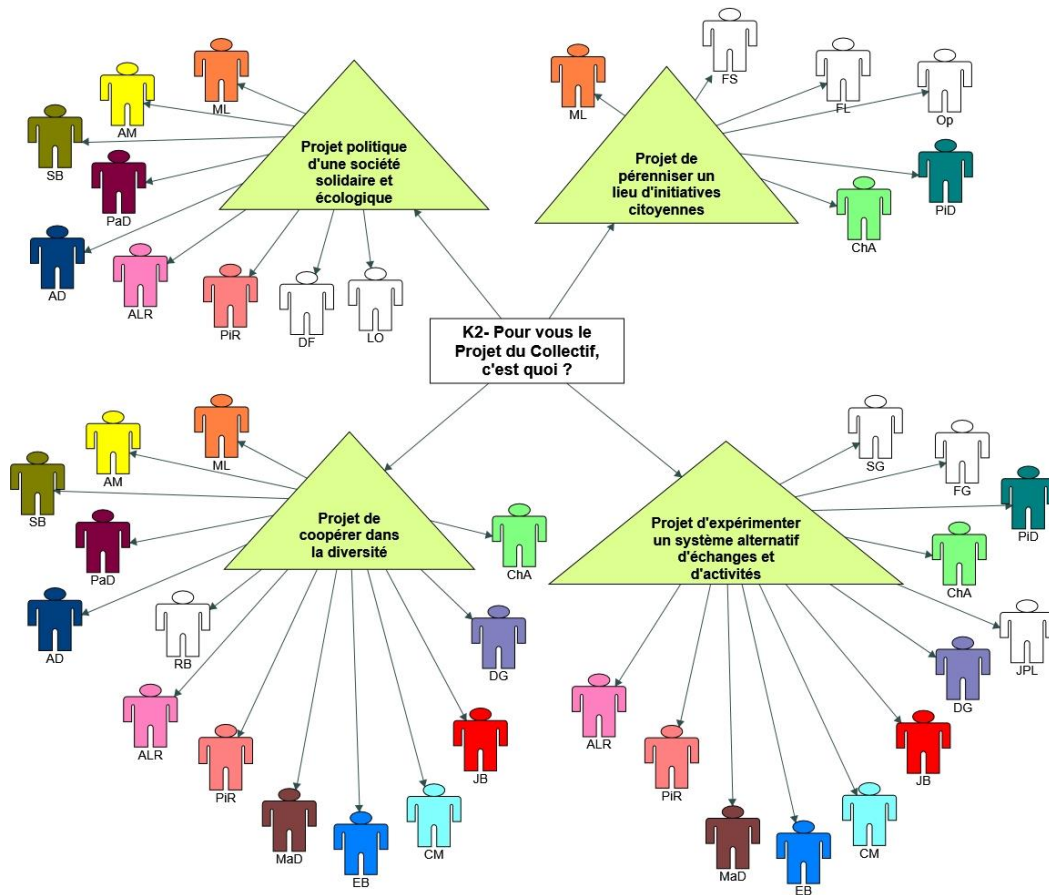 ML
AM
SB
PaD
AD
ALR
PiR
DF
LO
Projet politique
d'une société
solidaire et
écologique
ML
FS
FL
Op
PiD
ChA
Projet de
pérenniser un
lieu d'initiatives
citoyennes
K2- Pour vous le
Projet du Collectif,
c'est quoi ?
ML
AM
SB
PaD
AD
RB
ALR
PiR
MaD
EB
CM
JB
DG
ChA
Projet de
coopérer dans
la diversité
SG
FG
PiD
ChA
JPL
DG
JB
CM
EB
MaD
PiR
ALR
Projet d'expérimenter
un système alternatif
d'échanges et
d'activités